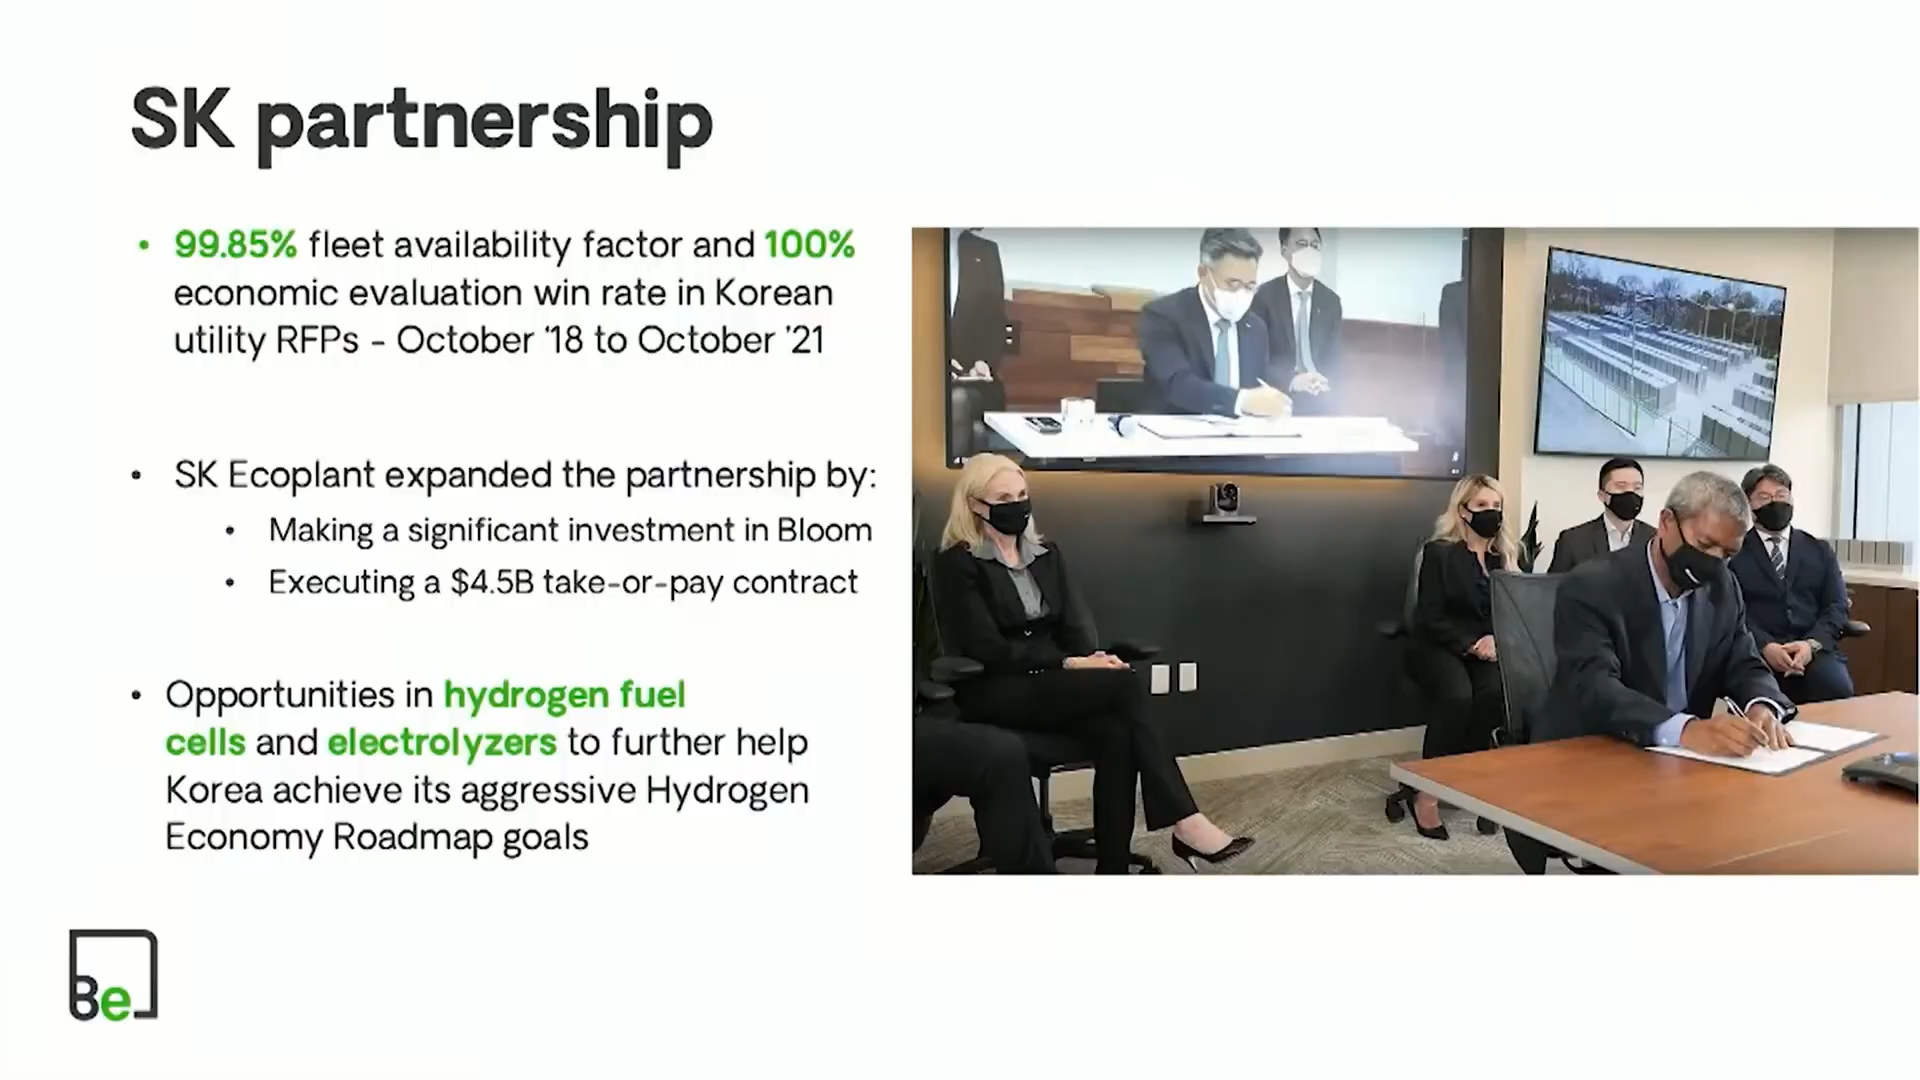 SK partnership
• 99.85% fleet availability factor and 100%
economic evaluation win rate in Korean
utility RFPs - October '18 to October '21
• SK Ecoplant expanded the partnership by:
• Making a significant investment in Bloom
• Executing a $4.5B take-or-pay contract
• Opportunities in hydrogen fuel
cells and electrolyzers to further help
Korea achieve its aggressive Hydrogen
Economy Roadmap goals
Be